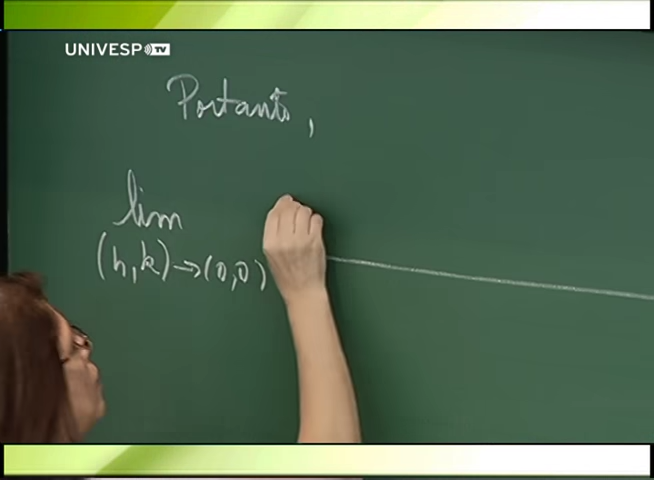 UNIVESP TV
Portanto,
lim
(h,k)→(0,0)